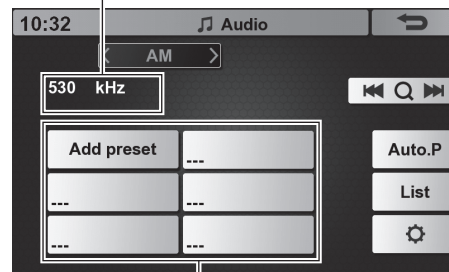 10:32 Audio
AM
530 kHz
Add preset ---
Auto.P
--- ---
List
--- ---